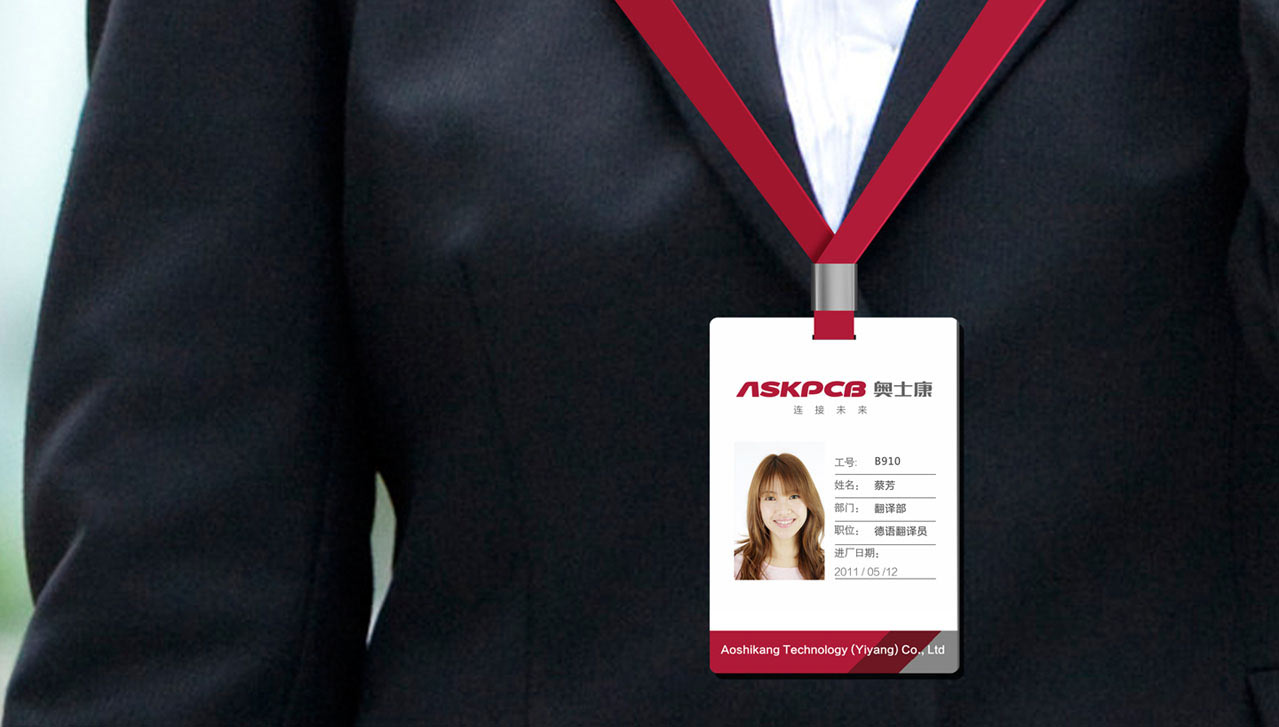 ASKPCB 奥士康
连接未来
工号: B910
姓名： 蔡芳
部门： 翻译部
职位： 德语翻译员
进厂日期：
2011 / 05 /12
Aoshikang Technology (Yiyang) Co., Ltd